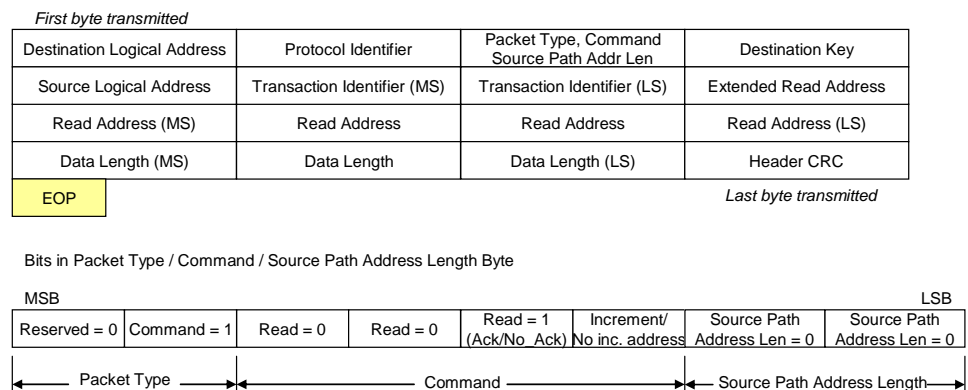 First byte transmitted
Destination Logical Address
Protocol Identifier
Packet Type, Command
Source Path Addr Len
Destination Key
Source Logical Address
Transaction Identifier (MS)
Transaction Identifier (LS)
Extended Read Address
Read Address (MS)
Read Address
Read Address
Read Address (LS)
Data Length (MS)
Data Length
Data Length (LS)
Header CRC
EOP
Last byte transmitted
Bits in Packet Type / Command / Source Path Address Length Byte
MSB
LSB
Reserved = 0
Command = 1
Read = 0
Read = 0
Read = 1
(Ack/No_Ack)
Increment/
No inc. address
Source Path
Address Len = 0
Source Path
Address Len = 0
Packet Type
Command
Source Path Address Length